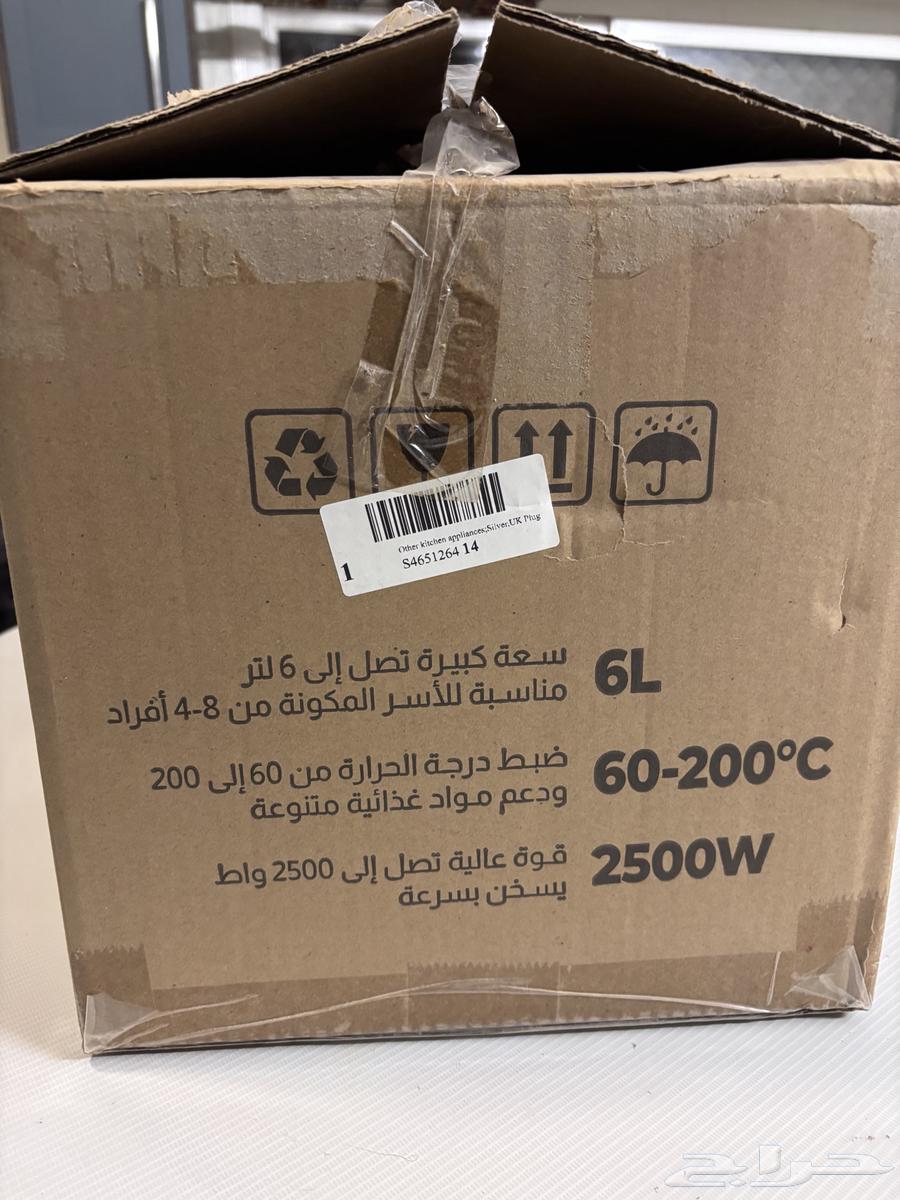 Other kitchen appliances;Silver,UK Plug
S4651264 14
1
6L
سعة كبيرة تصل إلى 6 لتر
مناسبة للأسر المكونة من 8-4 أفراد
60-200°C
ضبط درجة الحرارة من 60 إلى 200
ودعم مواد غذائية متنوعة
2500W
قوة عالية تصل إلى 2500 واط
يسخن بسرعة
حراج